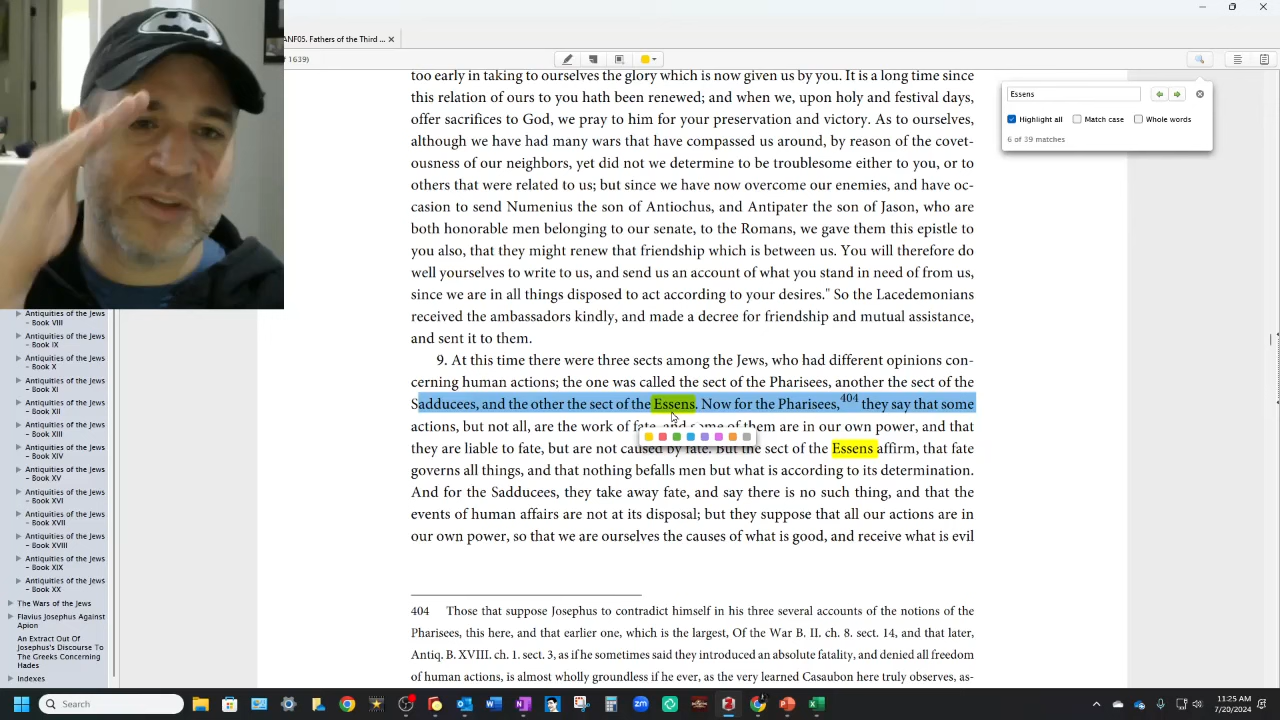 ANF05. Fathers of the Third ...
of 1639)
too early in taking to ourselves the glory which is now given us by you. It is a long time since
this relation of ours to you hath been renewed; and when we, upon holy and festival days,
offer sacrifices to God, we pray to him for your preservation and victory. As to ourselves,
although we have had many wars that have compassed us around, by reason of the covet-
ousness of our neighbors, yet did not we determine to be troublesome either to you, or to
others that were related to us; but since we have now overcome our enemies, and have oc-
casion to send Numenius the son of Antiochus, and Antipater the son of Jason, who are
both honorable men belonging to our senate, to the Romans, we gave them this epistle to
you also, that they might renew that friendship which is between us. You will therefore do
well yourselves to write to us, and send us an account of what you stand in need of from us,
since we are in all things disposed to act according to your desires." So the Lacedemonians
received the ambassadors kindly, and made a decree for friendship and mutual assistance,
and sent it to them.
9. At this time there were three sects among the Jews, who had different opinions con-
cerning human actions; the one was called the sect of the Pharisees, another the sect of the
Sadducees, and the other the sect of the Essens. Now for the Pharisees,404 they say that some
actions, but not all, are the work of fate, and some of them are in our own power, and that
they are liable to fate, but are not caused by fate. But the sect of the Essens affirm, that fate
governs all things, and that nothing befalls men but what is according to its determination.
And for the Sadducees, they take away fate, and say there is no such thing, and that the
events of human affairs are not at its disposal; but they suppose that all our actions are in
our own power, so that we are ourselves the causes of what is good, and receive what is evil
404 Those that suppose Josephus to contradict himself in his three several accounts of the notions of the
Pharisees, this here, and that earlier one, which is the largest, Of the War B. II. ch. 8. sect. 14, and that later,
Antiq. B. XVIII. ch. 1. sect. 3, as if he sometimes said they introduced an absolute fatality, and denied all freedom
of human actions, is almost wholly groundless if he ever, as the very learned Casaubon here truly observes, as-
Essens
Highlight all
Match case
Whole words
6 of 39 matches
Antiquities of the Jews
– Book VIII
Antiquities of the Jews
– Book IX
Antiquities of the Jews
– Book X
Antiquities of the Jews
– Book XI
Antiquities of the Jews
– Book XII
Antiquities of the Jews
– Book XIII
Antiquities of the Jews
– Book XIV
Antiquities of the Jews
– Book XV
Antiquities of the Jews
– Book XVI
Antiquities of the Jews
– Book XVII
Antiquities of the Jews
– Book XVIII
Antiquities of the Jews
– Book XIX
Antiquities of the Jews
– Book XX
The Wars of the Jews
Flavius Josephus Against
Apion
An Extract Out Of
Josephus's Discourse To
The Greeks Concerning
Hades
Indexes
Search
zm
11:25 AM
7/20/2024